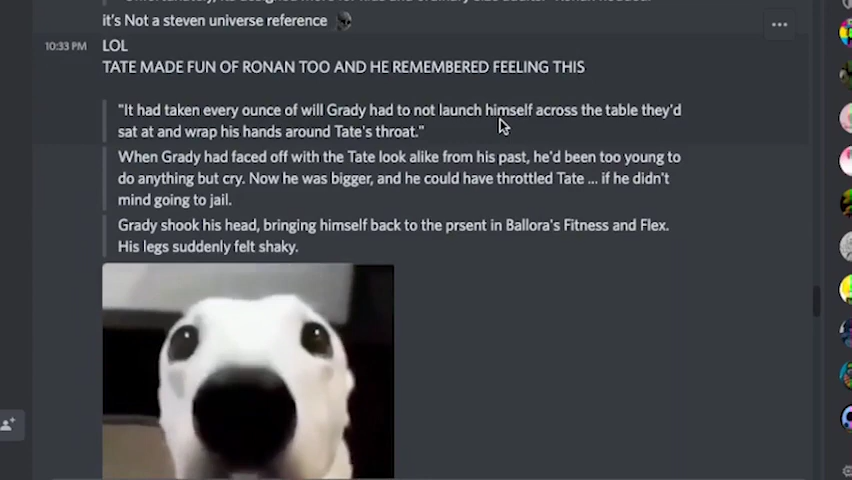 it's Not a steven universe reference
10:33 PM LOL
TATE MADE FUN OF RONAN TOO AND HE REMEMBERED FEELING THIS
"It had taken every ounce of will Grady had to not launch himself across the table they'd
sat at and wrap his hands around Tate's throat."
When Grady had faced off with the Tate look alike from his past, he'd been too young to
do anything but cry. Now he was bigger, and he could have throttled Tate ... if he didn't
mind going to jail.
Grady shook his head, bringing himself back to the prsent in Ballora's Fitness and Flex.
His legs suddenly felt shaky.